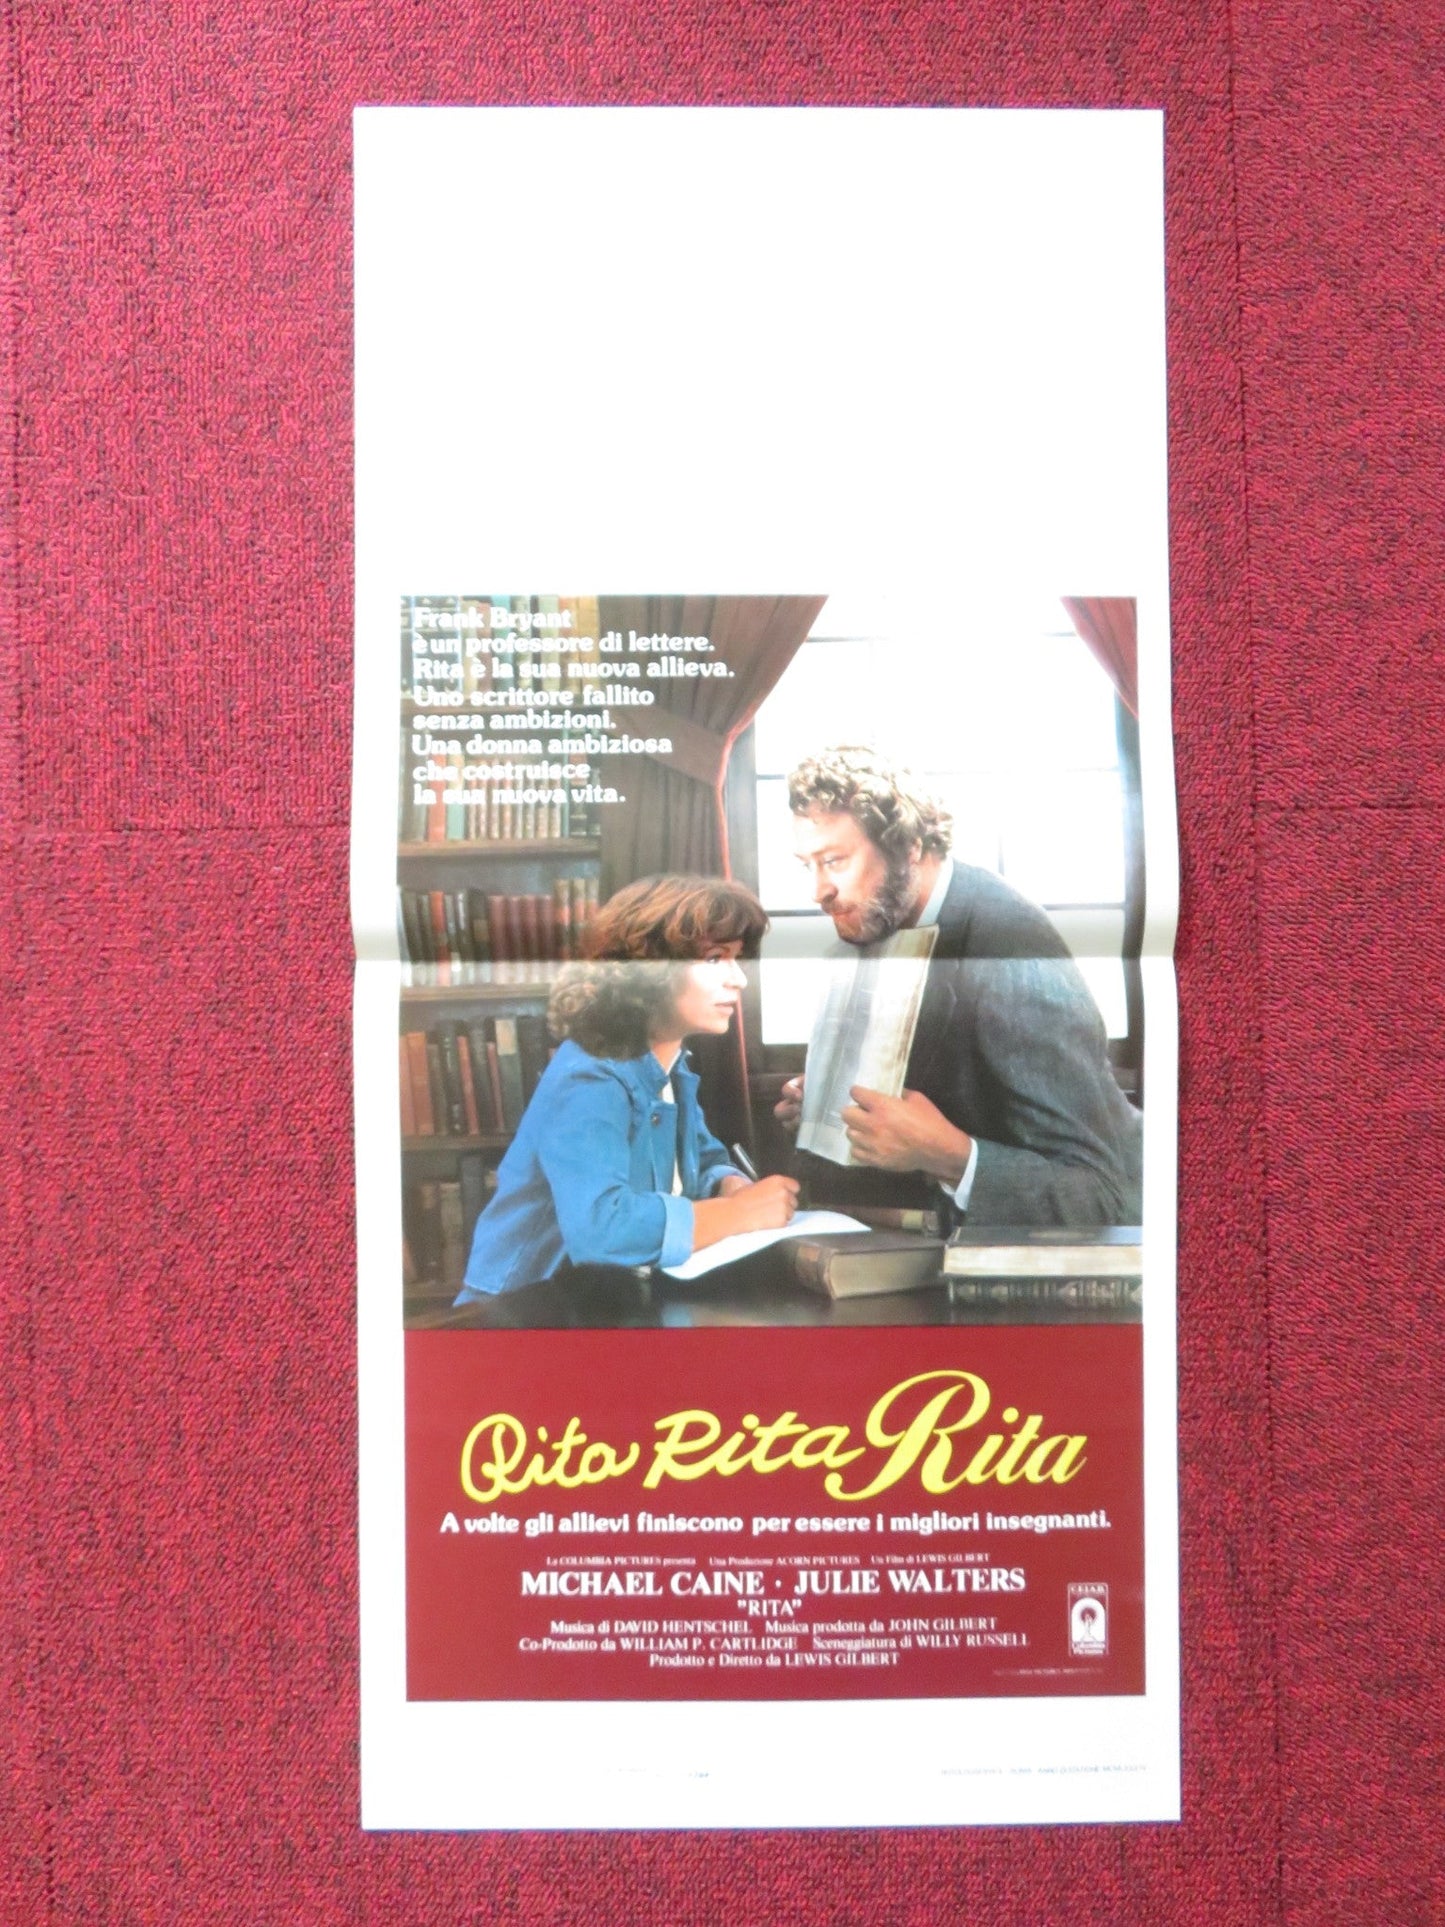 Frank Bryant
è un professore di lettere.
Rita è la sua nuova allieva.
Uno scrittore fallito
senza ambizioni.
Una donna ambiziosa
che costruisce
la sua nuova vita.
Rita Rita Rita
A volte gli allievi finiscono per essere i migliori insegnanti.
La COLUMBIA PICTURES presenta Una Produzione ACORN PICTURES Un Film di LEWIS GILBERT
MICHAEL CAINE · JULIE WALTERS
"RITA"
Musica di DAVID HENTSCHEL Musica prodotta da JOHN GILBERT
Co-Prodotto da WILLIAM P. CARTLIDGE Sceneggiatura di WILLY RUSSELL
Prodotto e Diretto da LEWIS GILBERT
C.E.I.A.D.
Columbia
Pictures